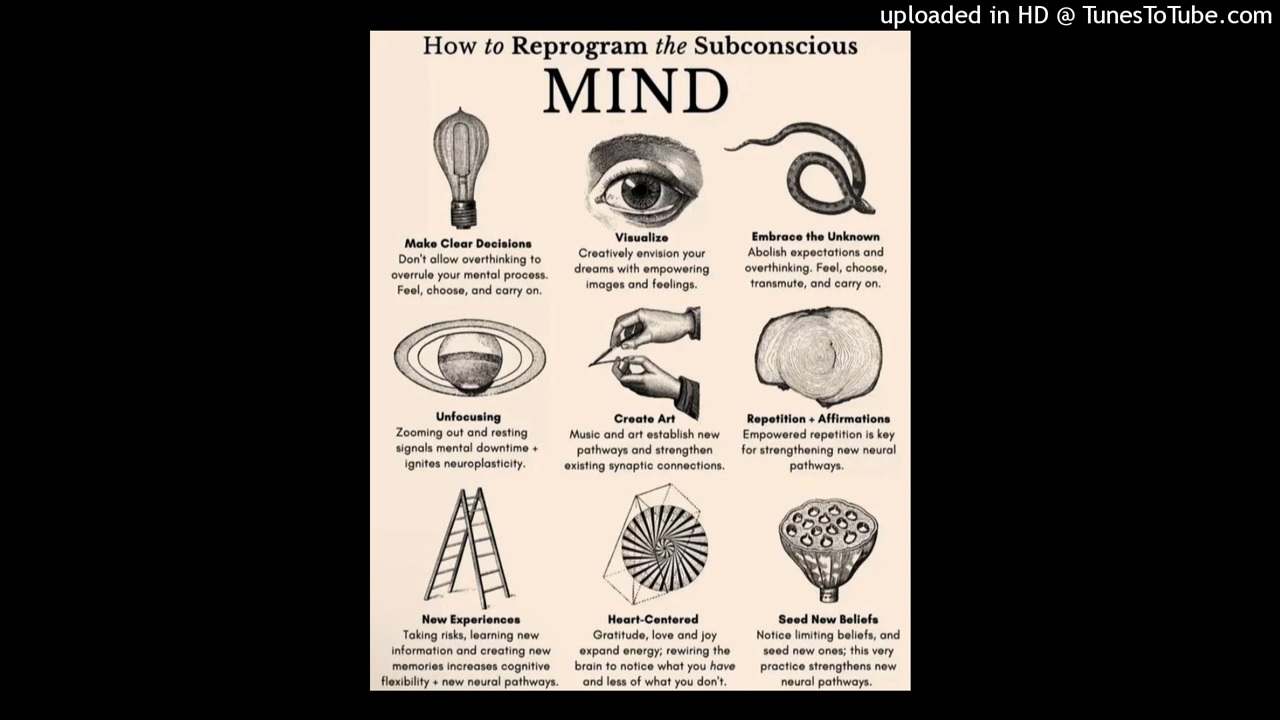 uploaded in HD @ TunesToTube.com
How to Reprogram the Subconscious
MIND
Make Clear Decisions
Don't allow overthinking to
overrule your mental process.
Feel, choose, and carry on.
Visualize
Creatively envision your
dreams with empowering
images and feelings.
Embrace the Unknown
Abolish expectations and
overthinking. Feel, choose,
transmute, and carry on.
Unfocusing
Zooming out and resting
signals mental downtime +
ignites neuroplasticity.
Create Art
Music and art establish new
pathways and strengthen
existing synaptic connections.
Repetition + Affirmations
Empowered repetition is key
for strengthening new neural
pathways.
New Experiences
Taking risks, learning new
information and creating new
memories increases cognitive
flexibility + new neural pathways.
Heart-Centered
Gratitude, love and joy
expand energy; rewiring the
brain to notice what you have
and less of what you don't.
Seed New Beliefs
Notice limiting beliefs, and
seed new ones; this very
practice strengthens new
neural pathways.